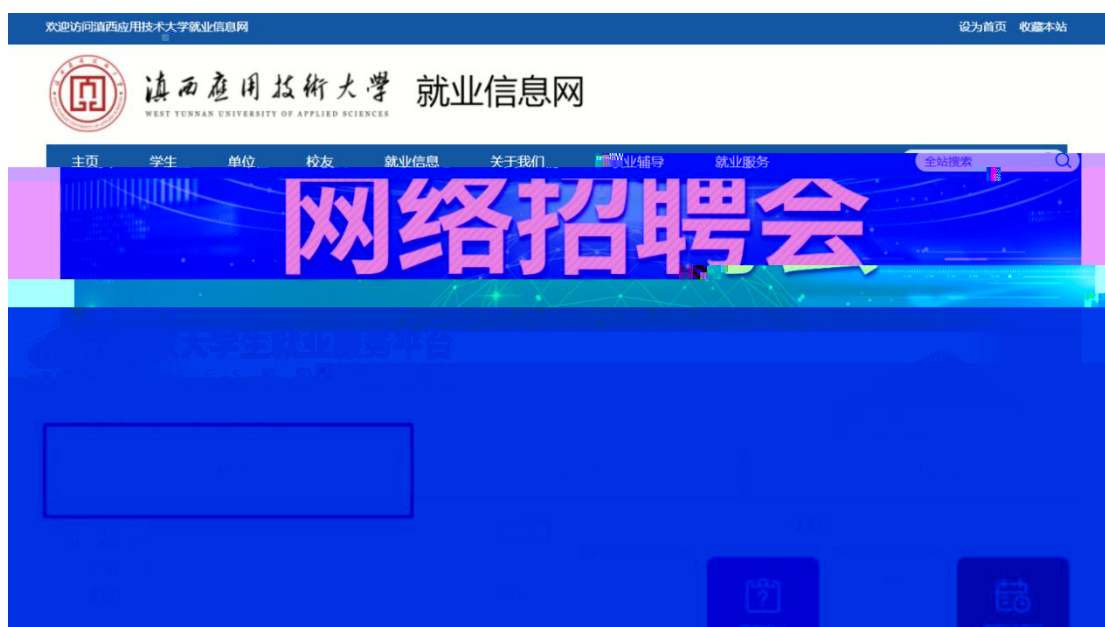 欢迎访问滇西应用技术大学就业信息网
设为首页 收藏本站
滇西应用技術大學 就业信息网
WEST YUNNAN UNIVERSITY OF APPLIED SCIENCES
主页 学生 单位 校友 就业信息 关于我们 业辅导 就业服务 全站搜索
网络招聘会
大学生就业服务平台